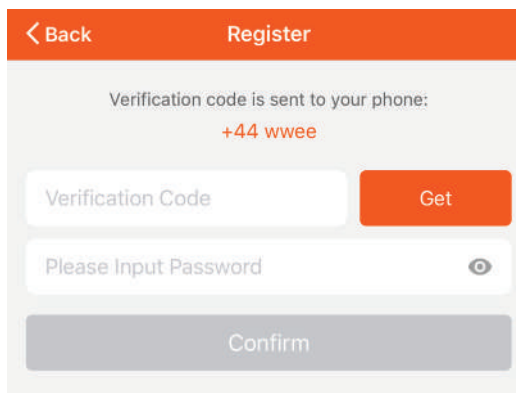 Back Register
Verification code is sent to your phone:
+44 wwee
Verification Code Get
Please Input Password
Confirm